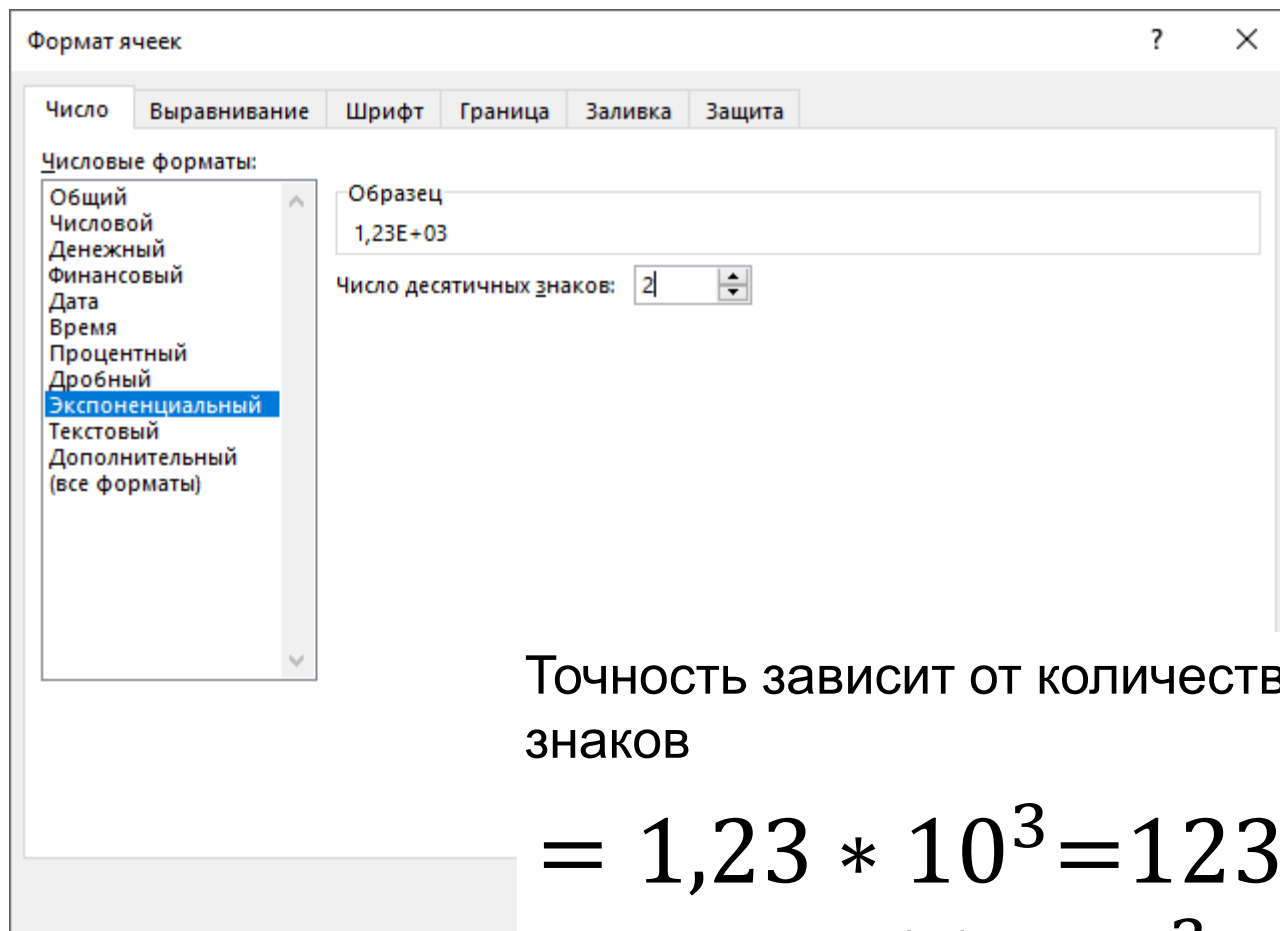 Формат ячеек
Число Выравнивание Шрифт Граница Заливка Защита
Числовые форматы:
Общий
Числовой
Денежный
Финансовый
Дата
Время
Процентный
Дробный
Экспоненциальный
Текстовый
Дополнительный
(все форматы)
Образец
1,23E+03
Число десятичных знаков: 2
Точность зависит от количеств
знаков
= 1,23 * 10³=123
3